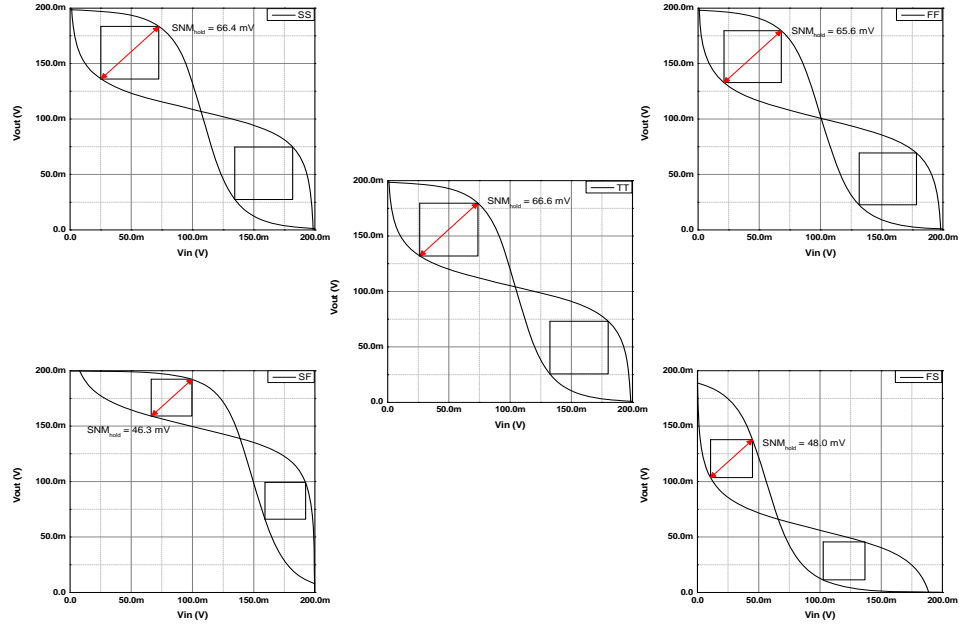 SS
SNM_hold = 66.4 mV
200.0m
150.0m
100.0m
50.0m
0.0
Vout (V)
0.0 50.0m 100.0m 150.0m 200.0m
Vin (V)
FF
SNM_hold = 65.6 mV
200.0m
150.0m
100.0m
50.0m
0.0
Vout (V)
0.0 50.0m 100.0m 150.0m 200.0m
Vin (V)
TT
SNM_hold = 66.6 mV
200.0m
150.0m
100.0m
50.0m
0.0
Vout (V)
0.0 50.0m 100.0m 150.0m 200.0m
Vin (V)
SF
SNM_hold = 46.3 mV
200.0m
150.0m
100.0m
50.0m
0.0
Vout (V)
0.0 50.0m 100.0m 150.0m 200.0m
Vin (V)
FS
SNM_hold = 48.0 mV
200.0m
150.0m
100.0m
50.0m
0.0
Vout (V)
0.0 50.0m 100.0m 150.0m 200.0m
Vin (V)